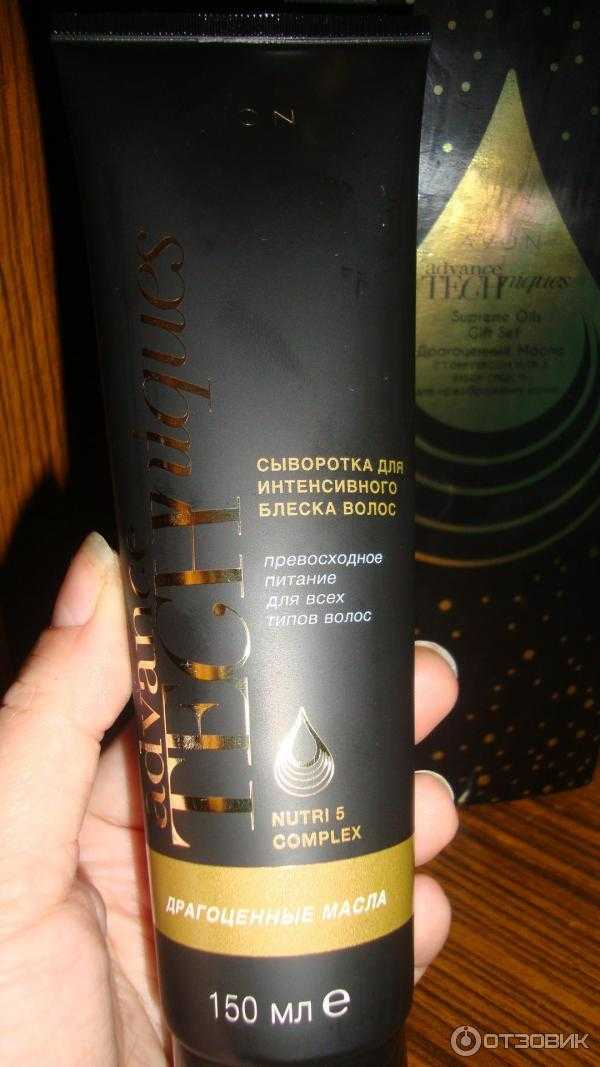 ON
advance
TECHniques
СЫВОРОТКА ДЛЯ
ИНТЕНСИВНОГО
БЛЕСКА ВОЛОС
превосходное
питание
для всех
типов волос
NUTRI 5
COMPLEX
ДРАГОЦЕННЫЕ МАСЛА
150 мл e
AVON
advance
TECHniques
Supreme Oils
Gift Set
Драгоценные Масла
ОТЗОВИК